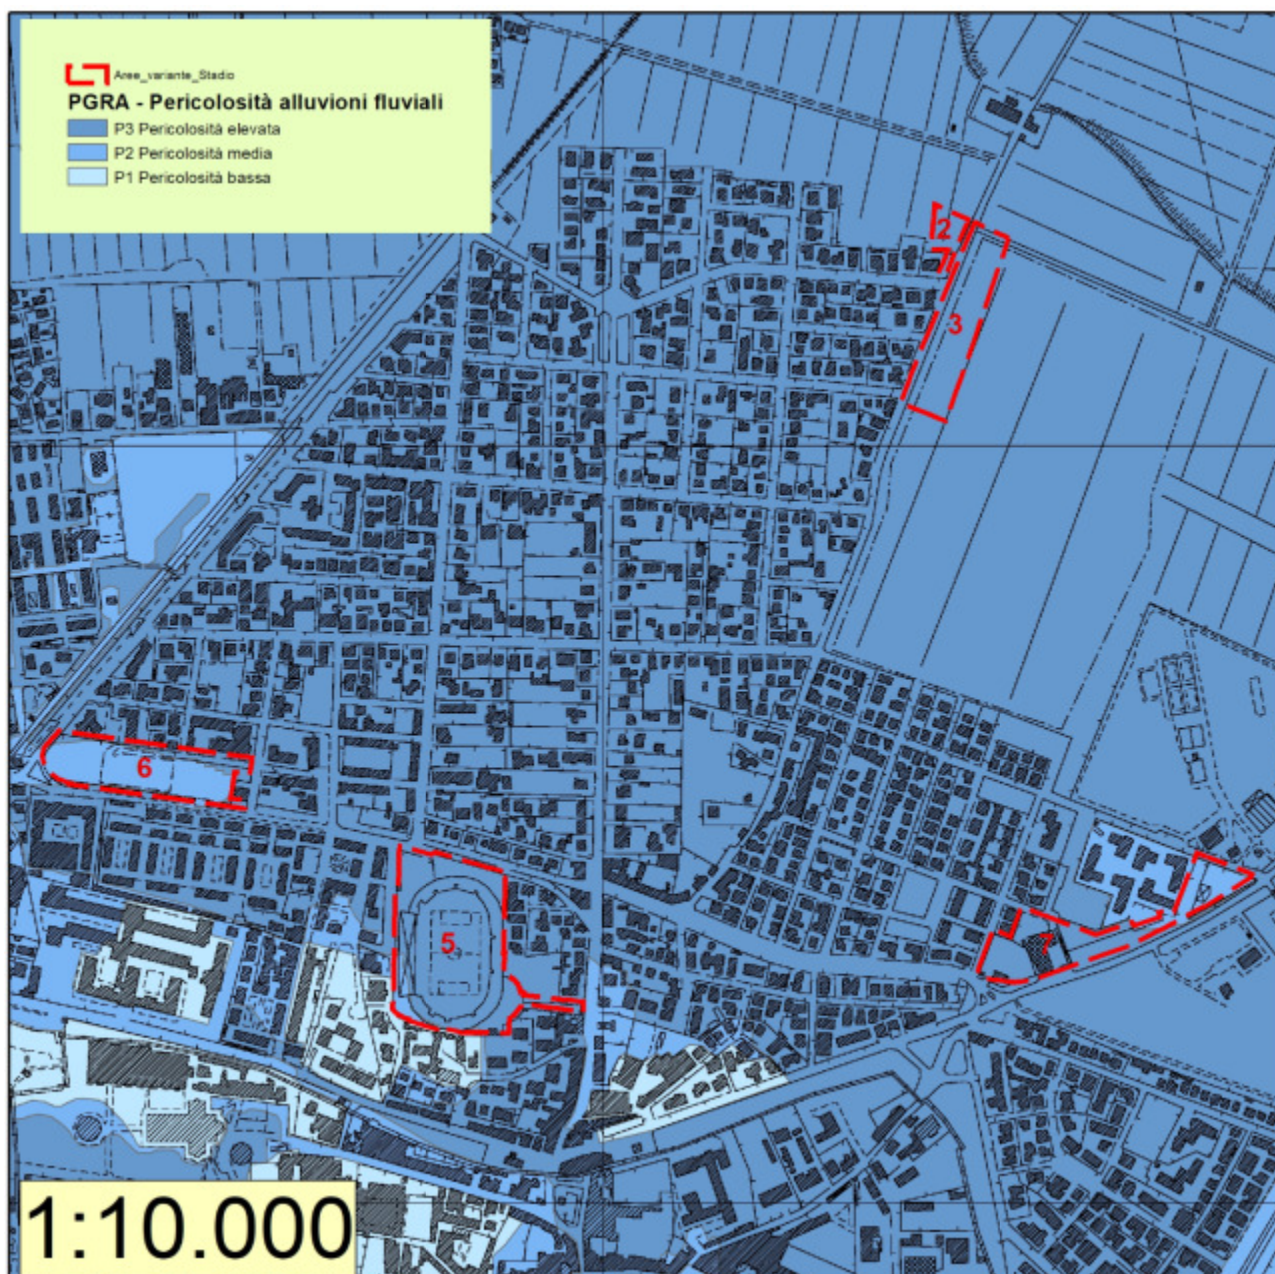 Aree_variante_Stadio
PGRA - Pericolosità alluvioni fluviali
P3 Pericolosità elevata
P2 Pericolosità media
P1 Pericolosità bassa
2
3
6
5
7
1:10.000